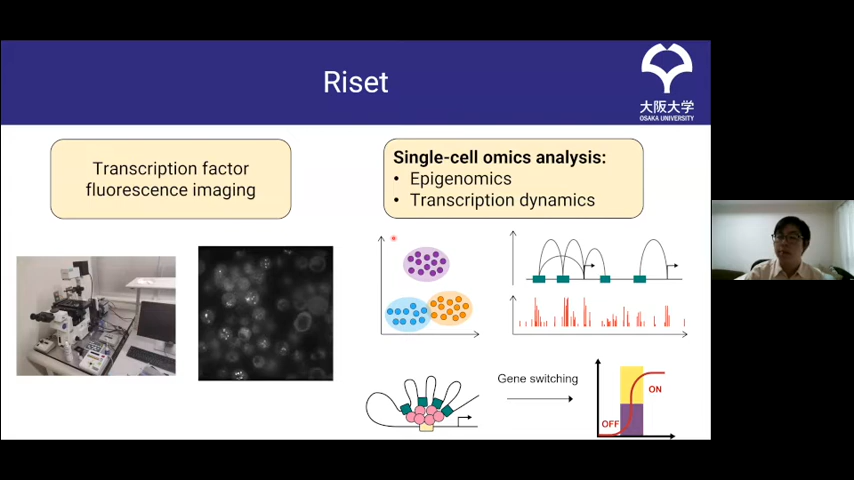 Riset
大阪大学
OSAKA UNIVERSITY
Transcription factor
fluorescence imaging
Single-cell omics analysis:
• Epigenomics
• Transcription dynamics
Gene switching
ON
OFF